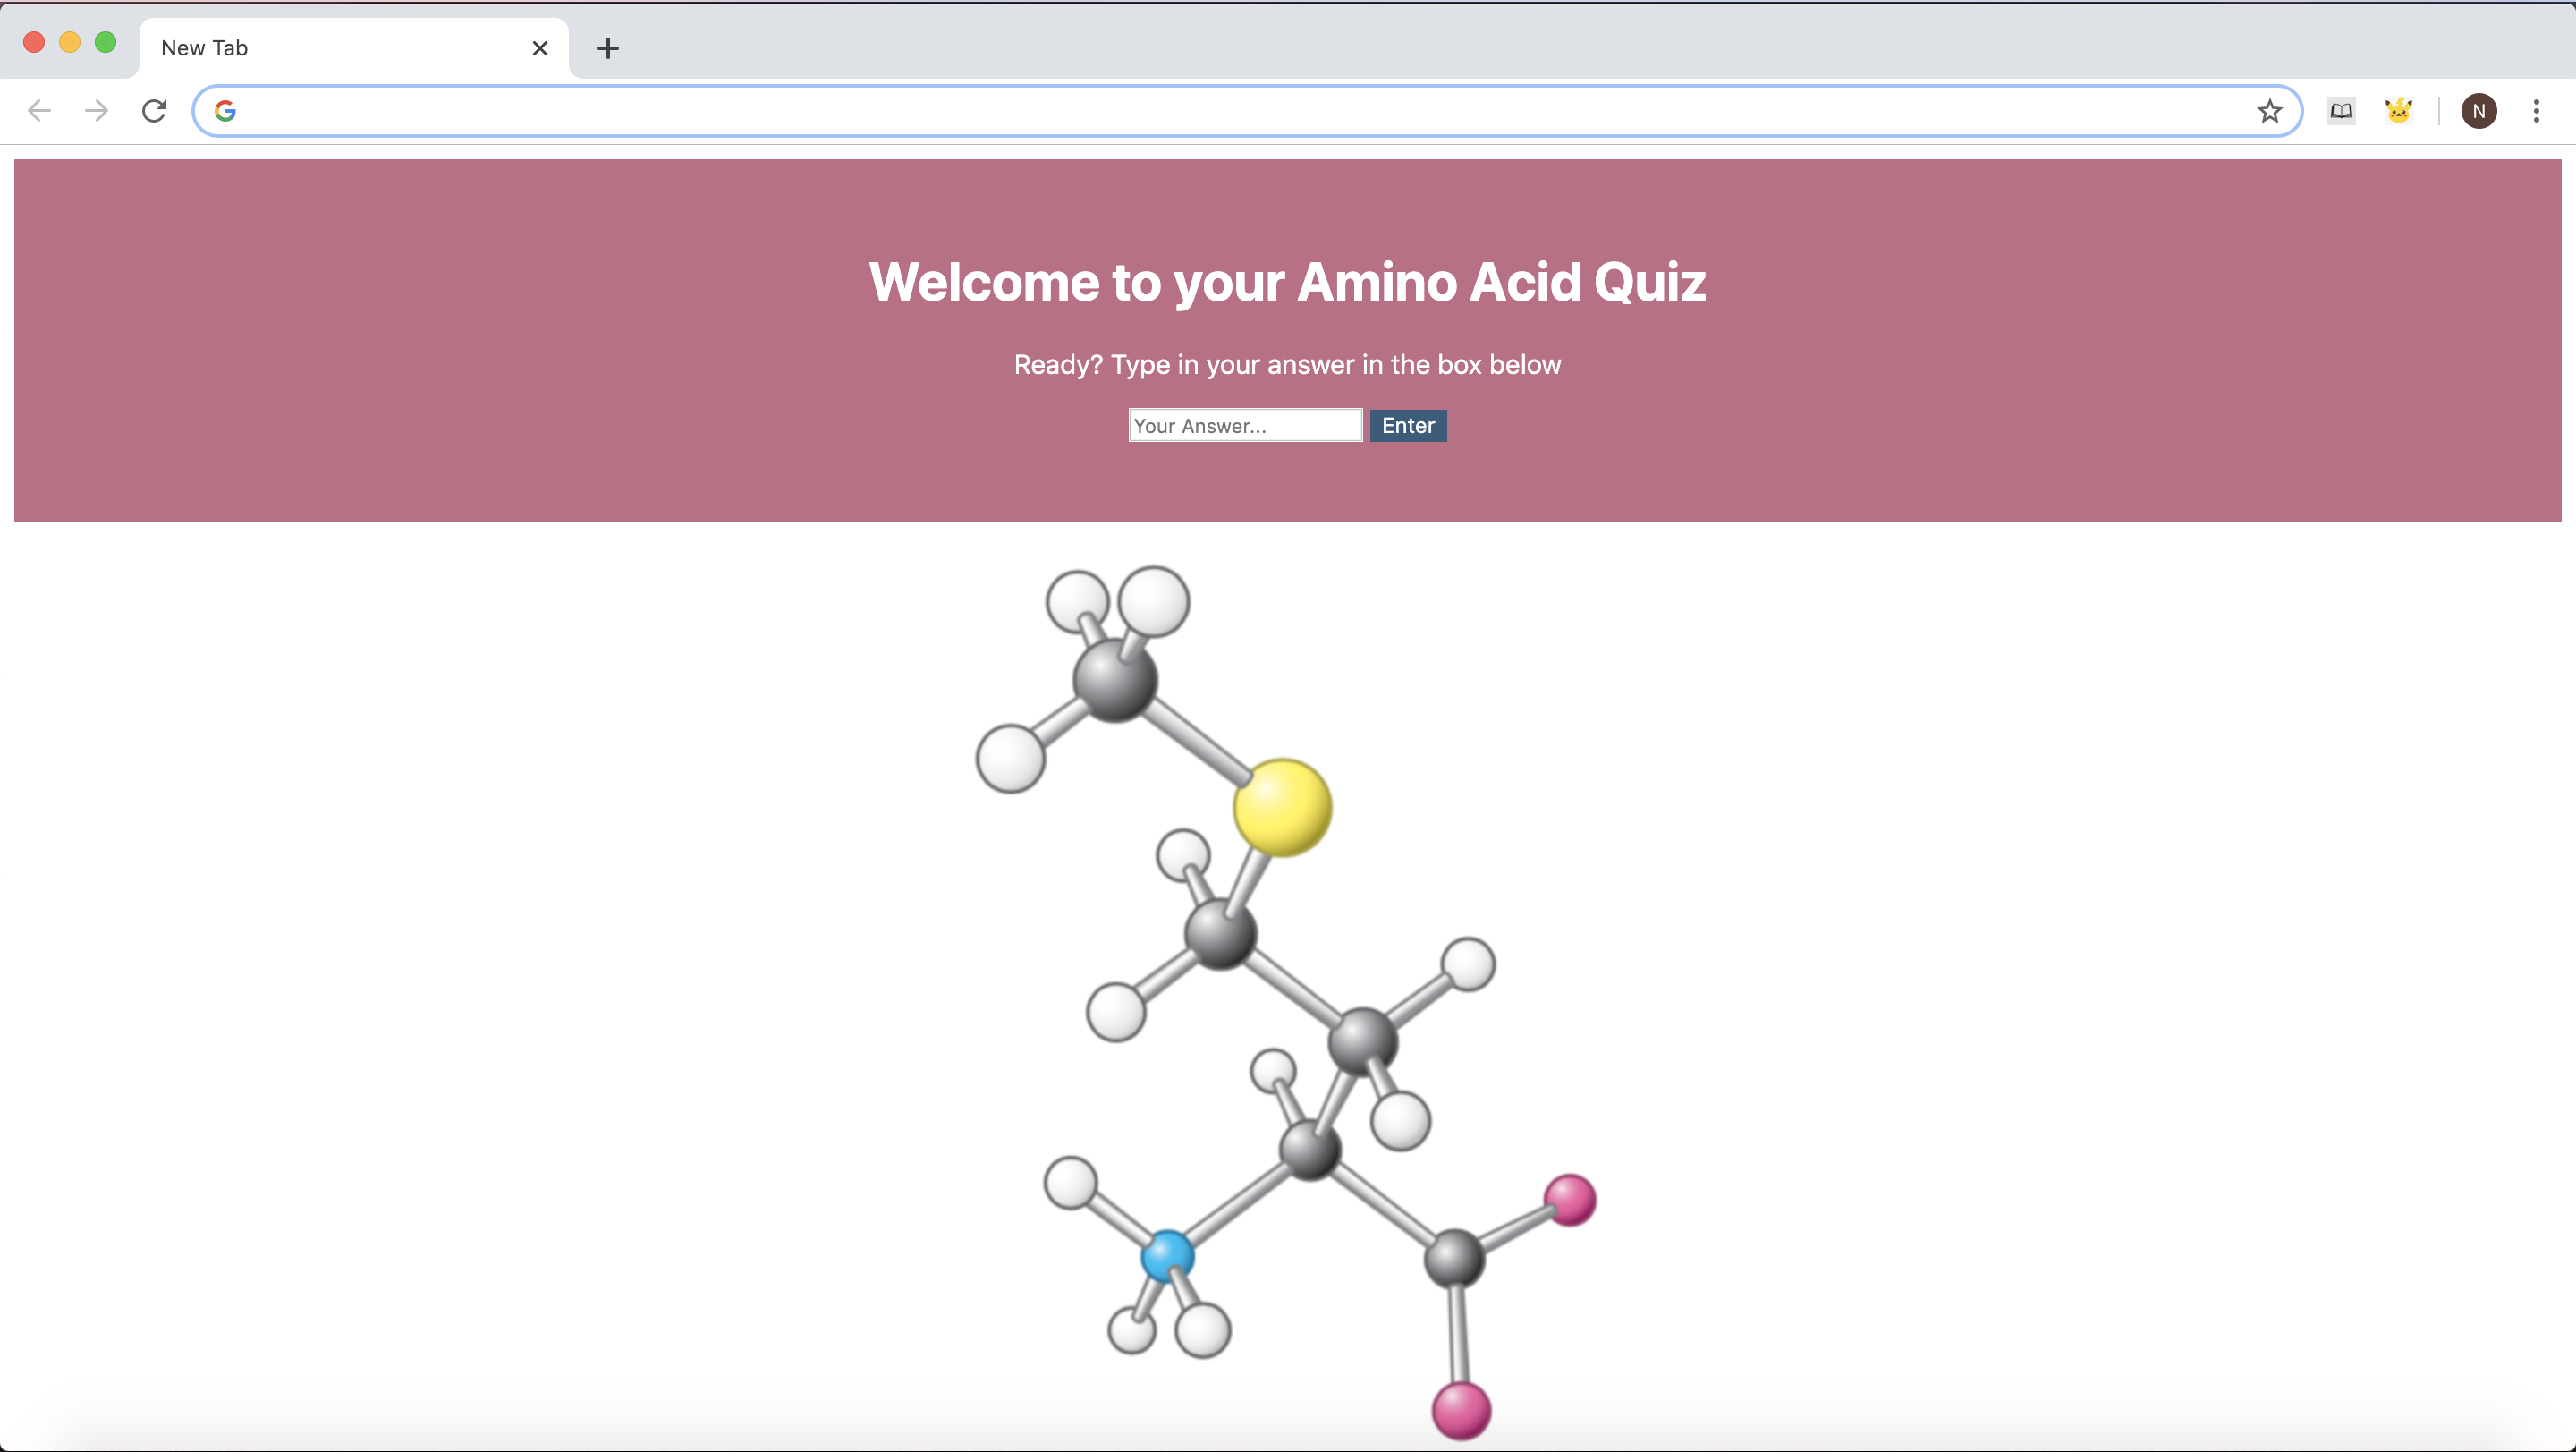 New Tab
N
Welcome to your Amino Acid Quiz
Ready? Type in your answer in the box below
Your Answer... Enter